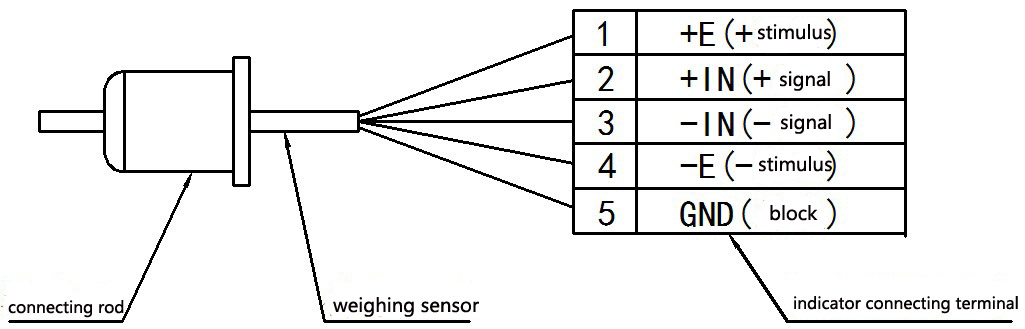 1 +E (+ stimulus)
2 +IN (+ signal )
3 -IN (- signal )
4 -E (- stimulus)
5 GND ( block )
connecting rod
weighing sensor
indicator connecting terminal